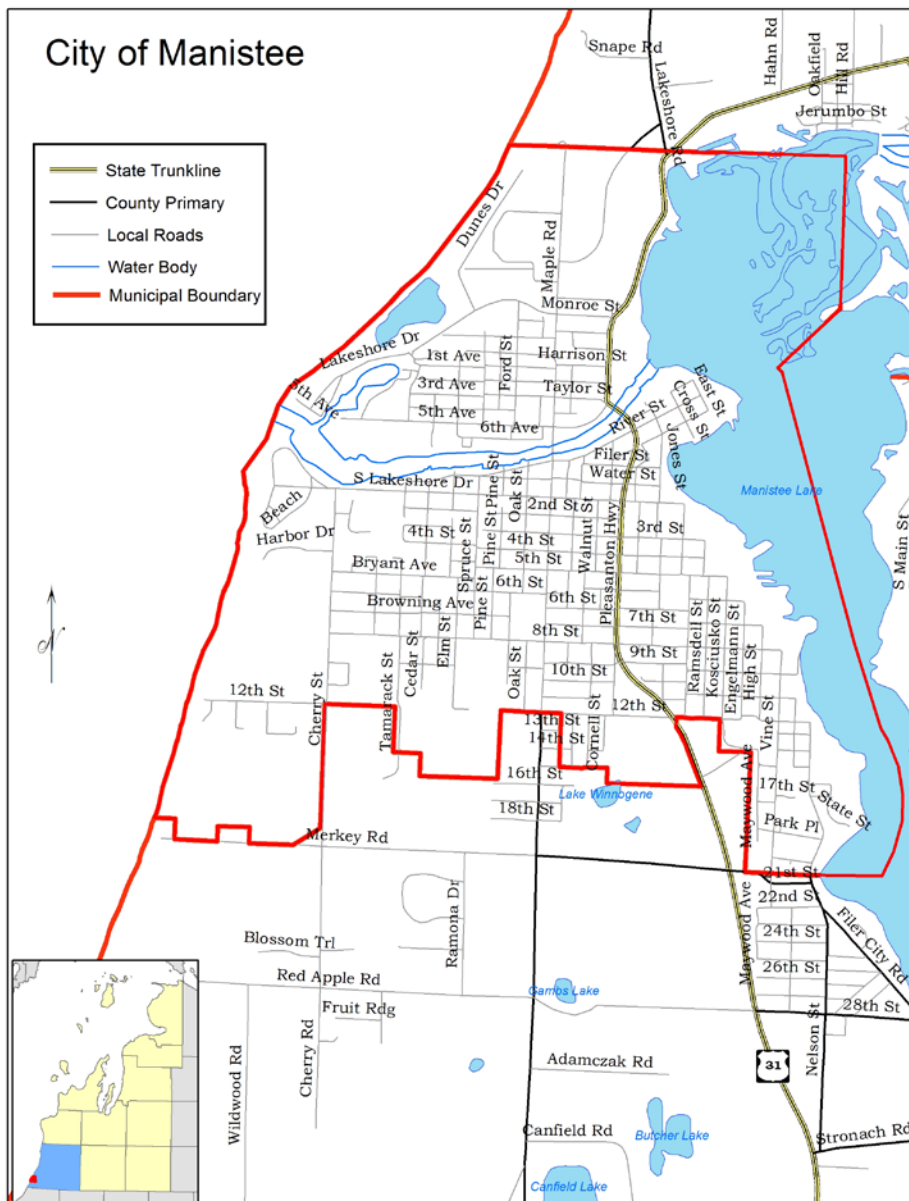 City of Manistee
State Trunkline
County Primary
Local Roads
Water Body
Municipal Boundary
Snape Rd
Lakeshore Rd
Hahn Rd
Oakfield
Hill Rd
Jerumbo St
Dunes Dr
Maple Rd
Monroe St
Lakeshore Dr
1st Ave
Ford St
Harrison St
3rd Ave
Taylor St
5th Ave
5th Ave
6th Ave
River St
East St
Cross St
Jones St
Filer St
Water St
S Lakeshore Dr
Pine St
Oak St
2nd St
Walnut St
Pleasanton Hwy
3rd St
Manistee Lake
S Main St
Beach
Harbor Dr
4th St
Spruce St
Pine St
4th St
5th St
Bryant Ave
6th St
6th St
Browning Ave
Pine St
7th St
8th St
Ramsdell St
Kosciusko St
Engelmann St
High St
Elm St
Cedar St
Tamarack St
Oak St
9th St
10th St
12th St
Cherry St
12th St
13th St
14th St
Cornell St
Vine St
16th St
Lake Winnogene
18th St
Maywood Ave
17th St
State St
Park Pl
Merkey Rd
21st St
22nd St
Ramona Dr
Maywood Ave
24th St
Filer City Rd
Blossom Trl
26th St
Red Apple Rd
Gambs Lake
28th St
Fruit Rdg
Nelson St
Wildwood Rd
Cherry Rd
Adamczak Rd
31
Canfield Rd
Butcher Lake
Stronach Rd
Canfield Lake
N